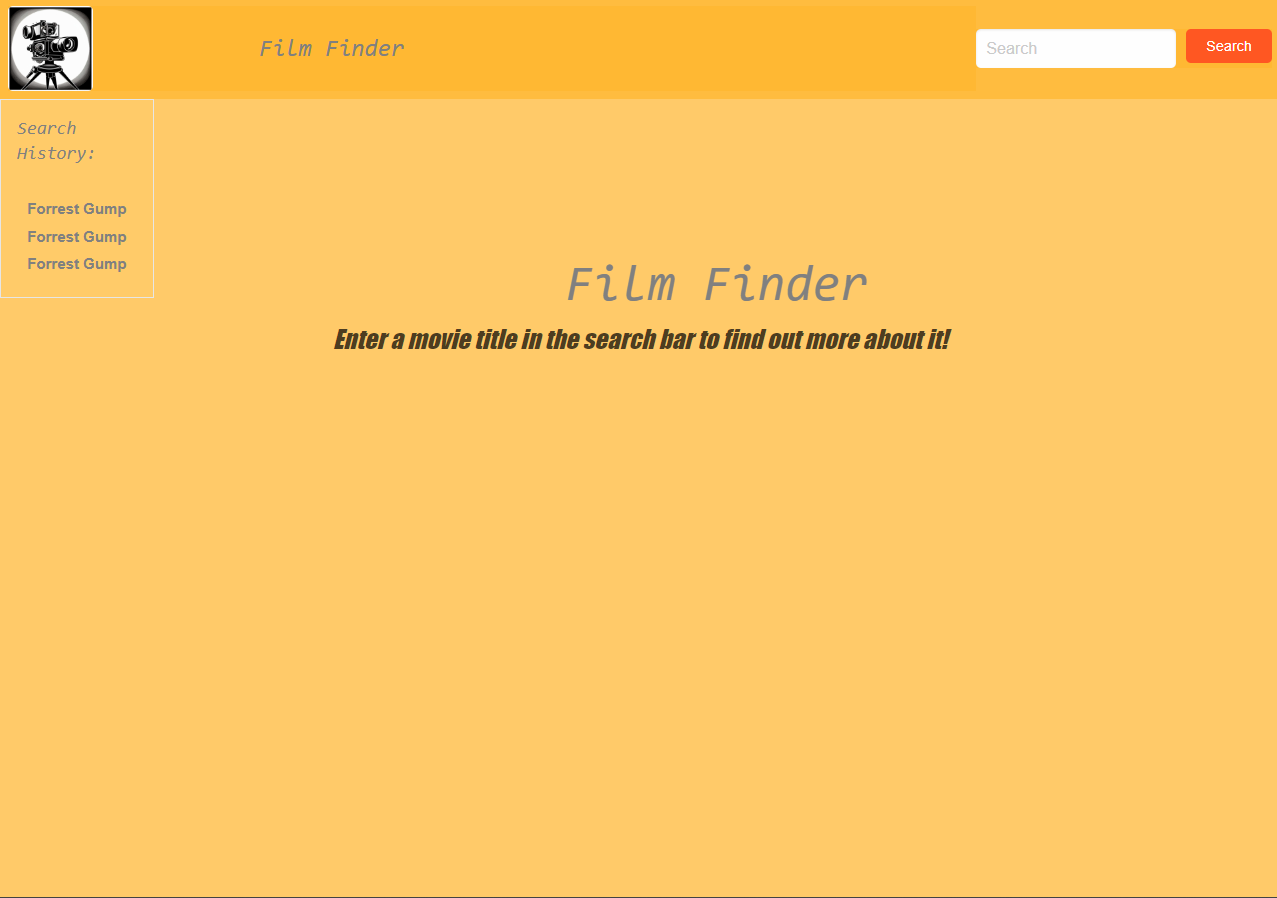 Film Finder
Search
Search
Search
History:
Forrest Gump
Forrest Gump
Forrest Gump
Film Finder
Enter a movie title in the search bar to find out more about it!